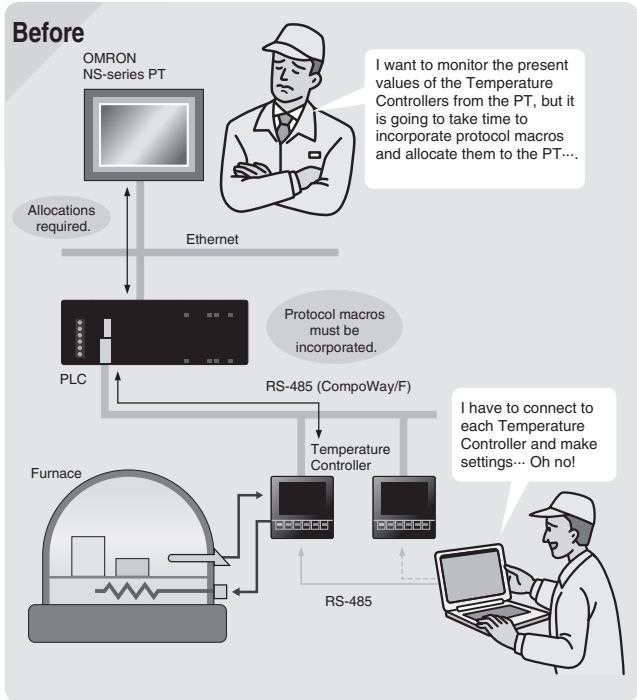 Before
OMRON
NS-series PT
I want to monitor the present
values of the Temperature
Controllers from the PT, but it
is going to take time to
incorporate protocol macros
and allocate them to the PT···.
Allocations
required.
Ethernet
Protocol macros
must be
incorporated.
PLC
RS-485 (CompoWay/F)
I have to connect to
each Temperature
Controller and make
settings··· Oh no!
Temperature
Controller
Furnace
RS-485